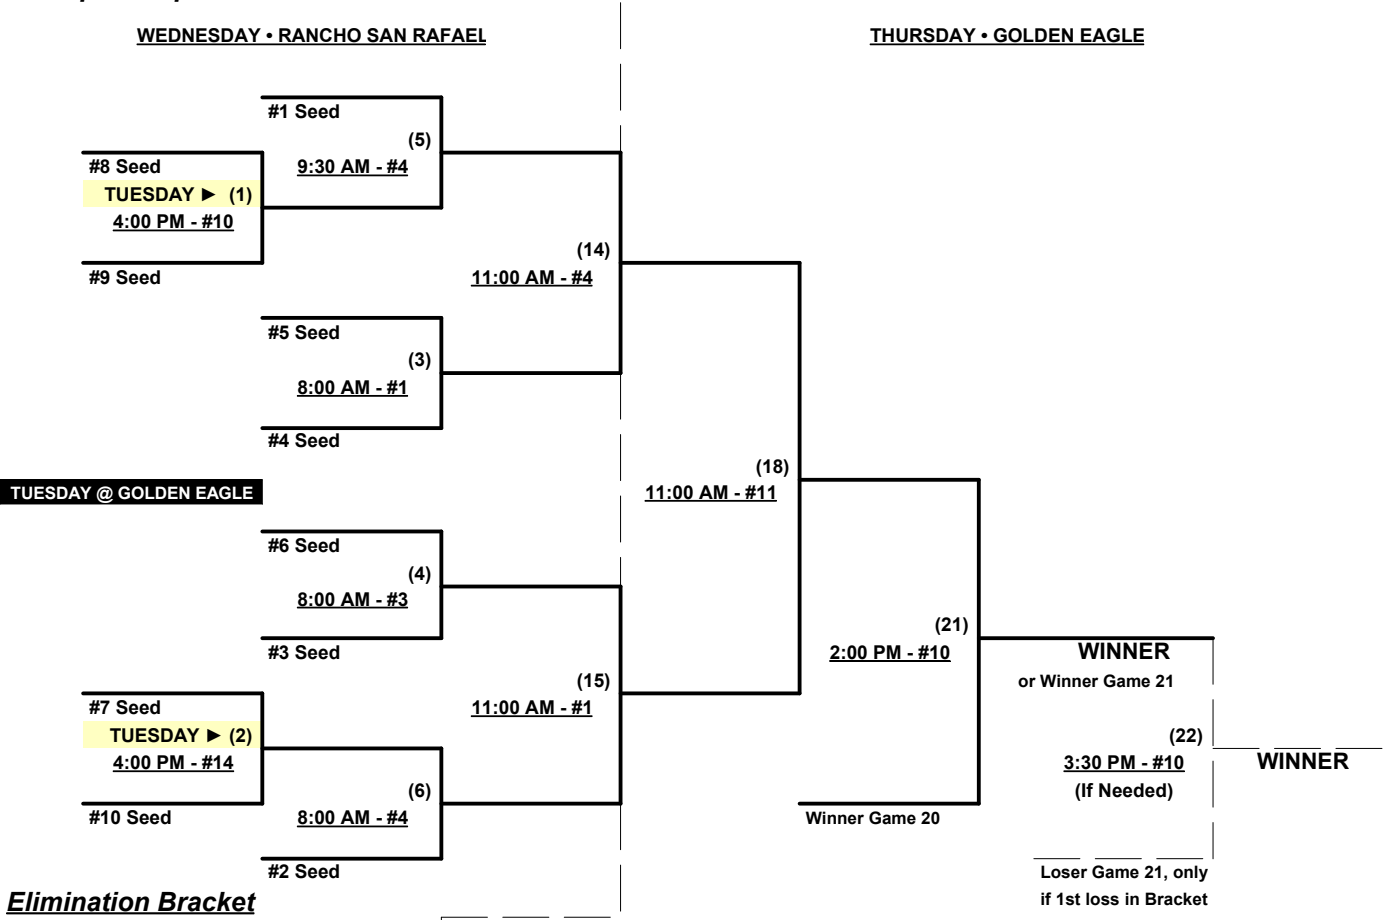 WEDNESDAY • RANCHO SAN RAFAEL
THURSDAY • GOLDEN EAGLE
#1 Seed
(5)
9:30 AM - #4
#8 Seed
TUESDAY ► (1)
4:00 PM - #10
#9 Seed
(14)
11:00 AM - #4
#5 Seed
(3)
8:00 AM - #1
#4 Seed
(18)
11:00 AM - #11
TUESDAY @ GOLDEN EAGLE
#6 Seed
(4)
8:00 AM - #3
#3 Seed
(21)
2:00 PM - #10
WINNER
or Winner Game 21
(15)
11:00 AM - #1
#7 Seed
TUESDAY ► (2)
4:00 PM - #14
#10 Seed
(22)
3:30 PM - #10
(If Needed)
WINNER
(6)
8:00 AM - #4
#2 Seed
Winner Game 20
Loser Game 21, only
if 1st loss in Bracket
Elimination Bracket